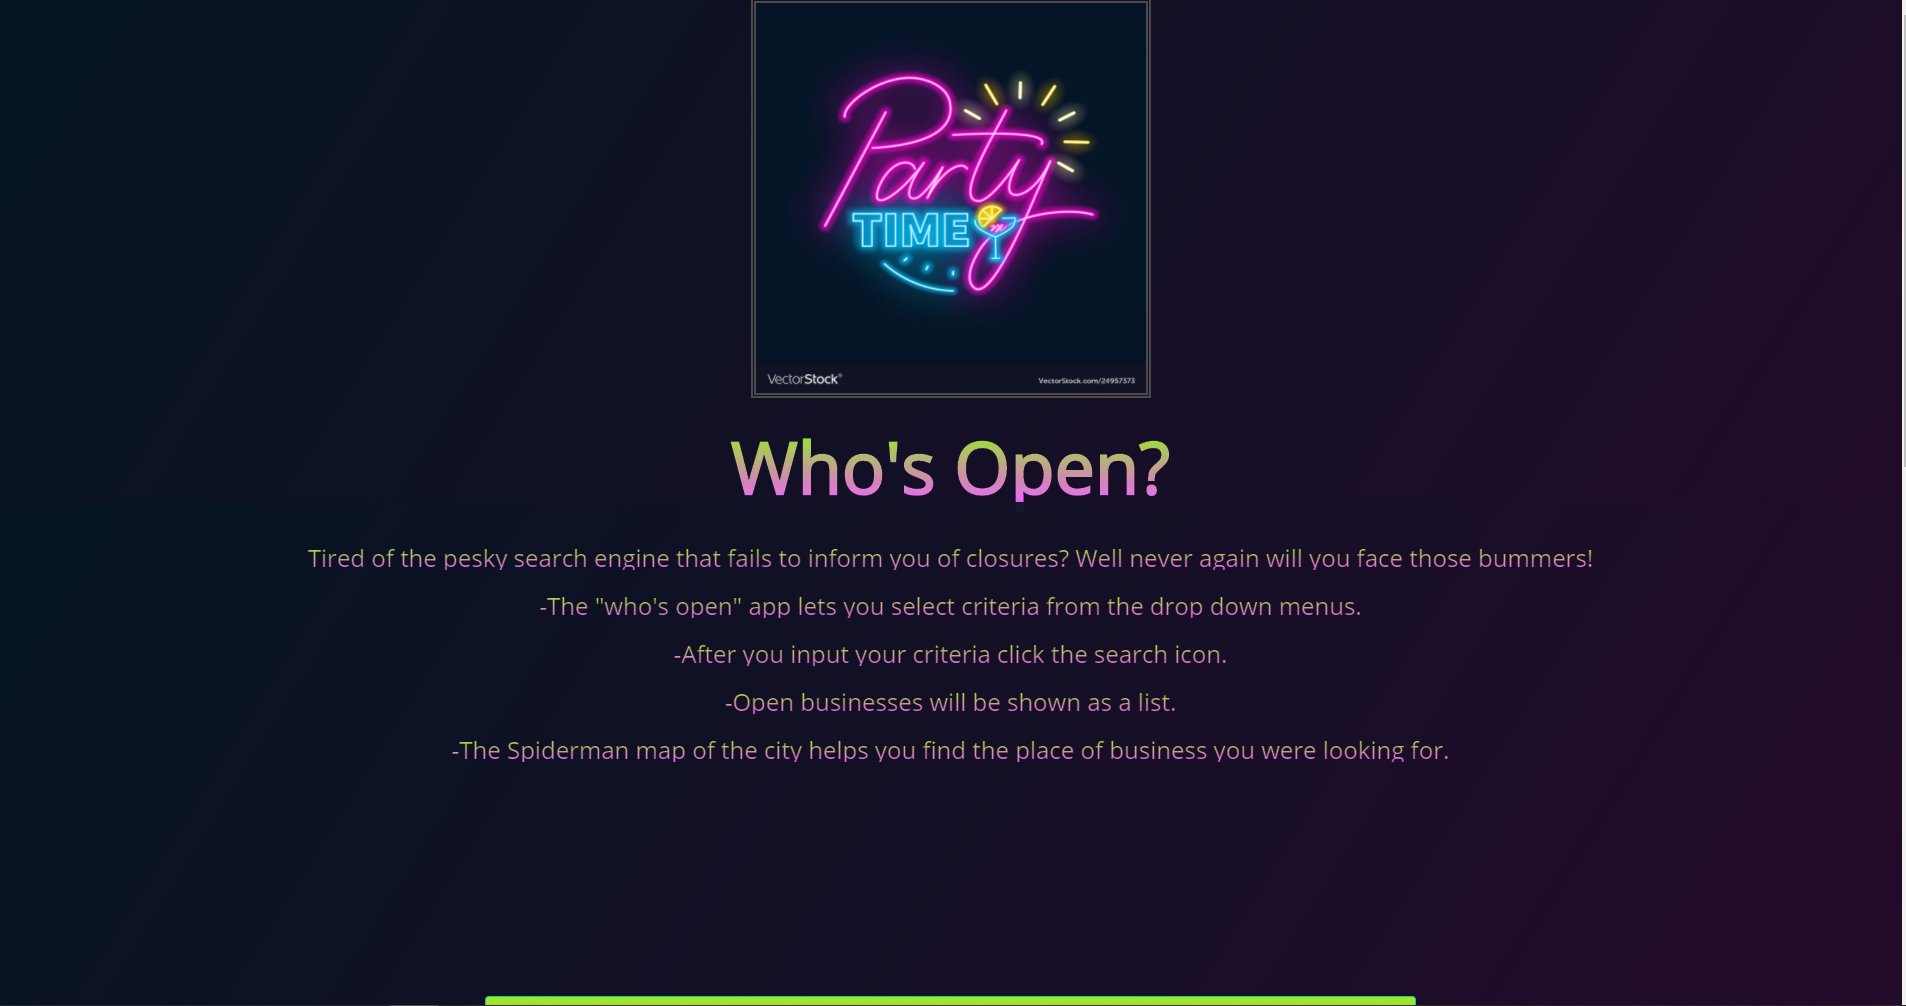 Party
TIME
VectorStock®
VectorStock.com/24957373
Who's Open?
Tired of the pesky search engine that fails to inform you of closures? Well never again will you face those bummers!
-The "who's open" app lets you select criteria from the drop down menus.
-After you input your criteria click the search icon.
-Open businesses will be shown as a list.
-The Spiderman map of the city helps you find the place of business you were looking for.